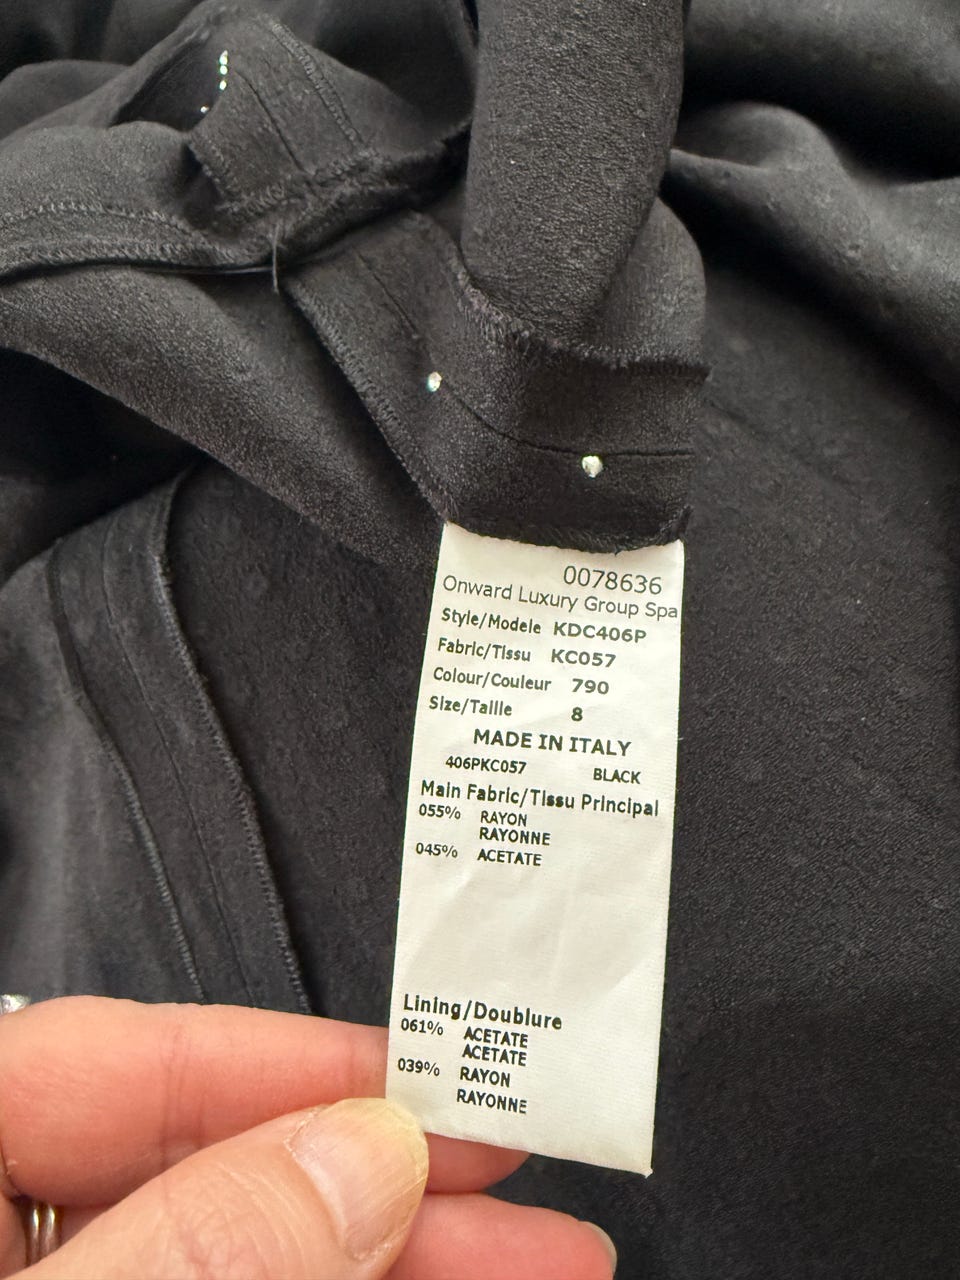 0078636
Onward Luxury Group Spa
Style/Modele KDC406P
Fabric/Tissu KC057
Colour/Couleur 790
Size/Taille 8
MADE IN ITALY
406PKC057 BLACK
Main Fabric/Tissu Principal
055% RAYON
RAYONNE
045% ACETATE
Lining/Doublure
061% ACETATE
ACETATE
039% RAYON
RAYONNE